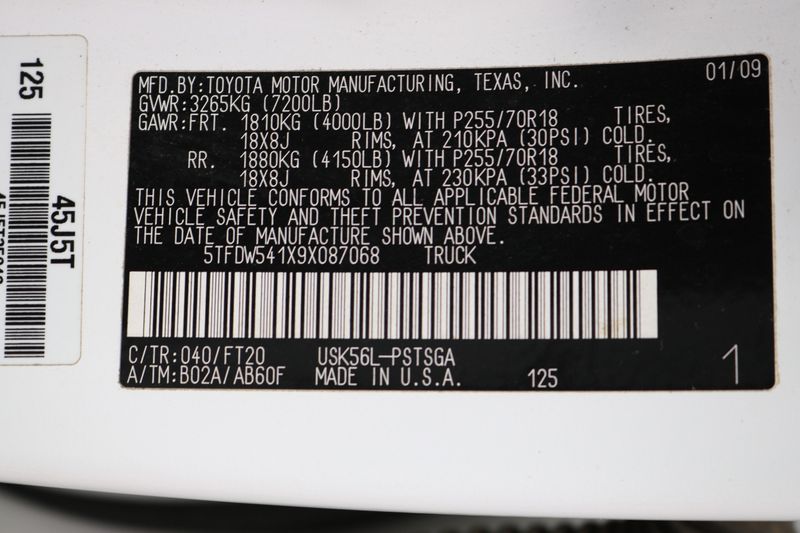 125
45J5T
MFD.BY:TOYOTA MOTOR MANUFACTURING, TEXAS, INC. 01/09
GVWR:3265KG (7200LB)
GAWR:FRT. 1810KG (4000LB) WITH P255/70R18 TIRES,
18X8J RIMS, AT 210KPA (30PSI) COLD.
RR. 1880KG (4150LB) WITH P255/70R18 TIRES,
18X8J RIMS, AT 230KPA (33PSI) COLD.
THIS VEHICLE CONFORMS TO ALL APPLICABLE FEDERAL MOTOR
VEHICLE SAFETY AND THEFT PREVENTION STANDARDS IN EFFECT ON
THE DATE OF MANUFACTURE SHOWN ABOVE.
5TFDW541X9X087068 TRUCK
C/TR:040/FT20 USK56L-PSTSGA
A/TM:B02A/AB60F MADE IN U.S.A. 125 1